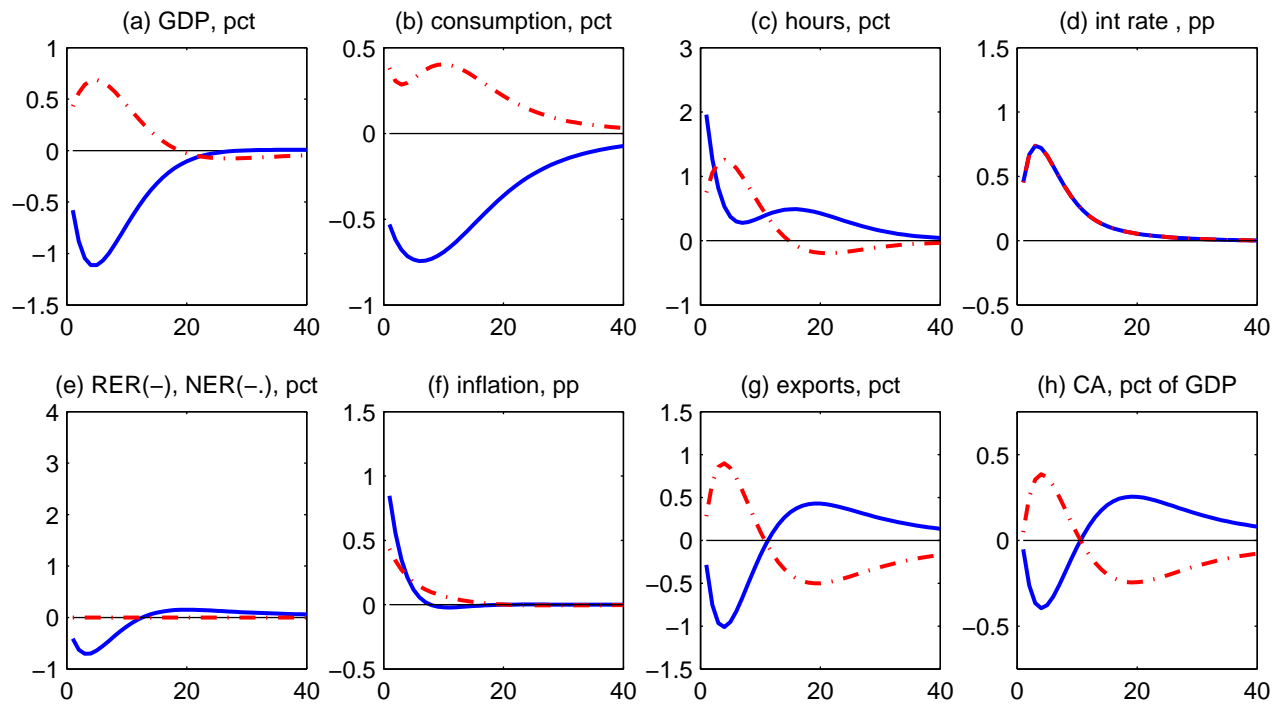 (a) GDP, pct
(b) consumption, pct
(c) hours, pct
(d) int rate , pp
1
0.5
0
−0.5
−1
−1.5
0 20 40
0.5
0
−0.5
−1
0 20 40
3
2
1
0
−1
0 20 40
1.5
1
0.5
0
−0.5
0 20 40
(e) RER(−), NER(−.), pct
(f) inflation, pp
(g) exports, pct
(h) CA, pct of GDP
4
3
2
1
0
−1
0 20 40
1.5
1
0.5
0
−0.5
0 20 40
1.5
1
0.5
0
−0.5
−1
−1.5
0 20 40
0.5
0
−0.5
0 20 40